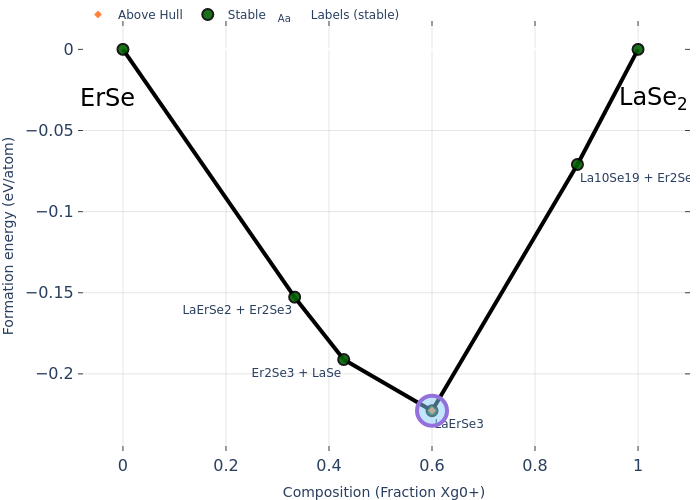 Above Hull Stable Aa Labels (stable)
0
−0.05
−0.1
−0.15
−0.2
Formation energy (eV/atom)
ErSe
LaSe2
La10Se19 + Er2Se
LaErSe2 + Er2Se3
Er2Se3 + LaSe
LaErSe3
0 0.2 0.4 0.6 0.8 1
Composition (Fraction Xg0+)